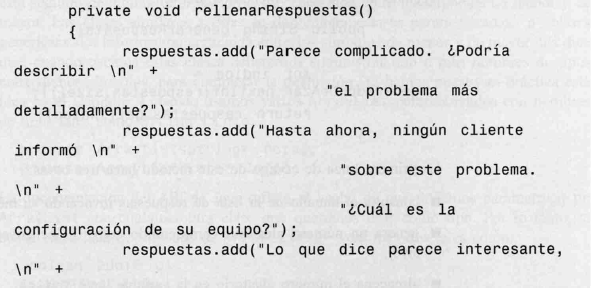 private void rellenarRespuestas()
{
respuestas.add("Parece complicado. ¿Podría
describir \n" +
"el problema más
detalladamente?");
respuestas.add("Hasta ahora, ningún cliente
informó \n" +
"sobre este problema.
\n" +
"¿Cuál es la
configuración de su equipo?");
respuestas.add("Lo que dice parece interesante,
\n" +